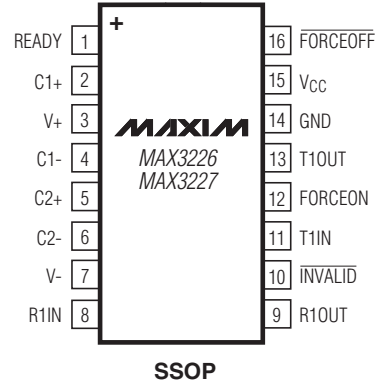 +
READY 1 16 FORCEOFF
C1+ 2 15 VCC
V+ 3 14 GND
MAXIM
C1- 4 MAX3226 13 T1OUT
MAX3227
C2+ 5 12 FORCEON
C2- 6 11 T1IN
V- 7 10 INVALID
R1IN 8 9 R1OUT
SSOP